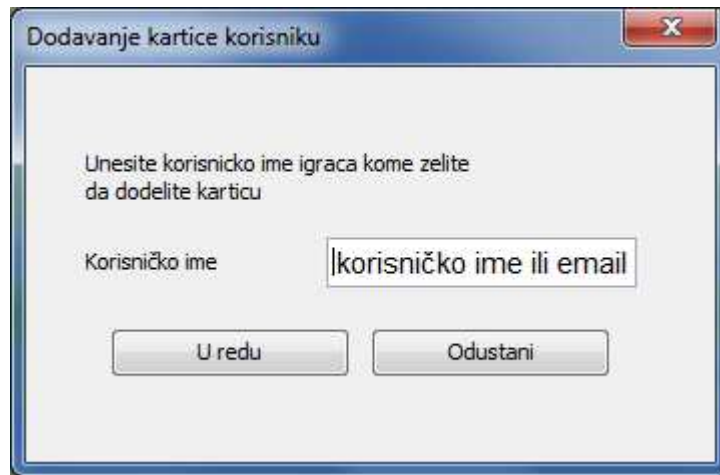 Dodavanje kartice korisniku
Unesite korisnicko ime igraca kome zelite
da dodelite karticu
Korisničko ime
korisničko ime ili email
U redu
Odustani